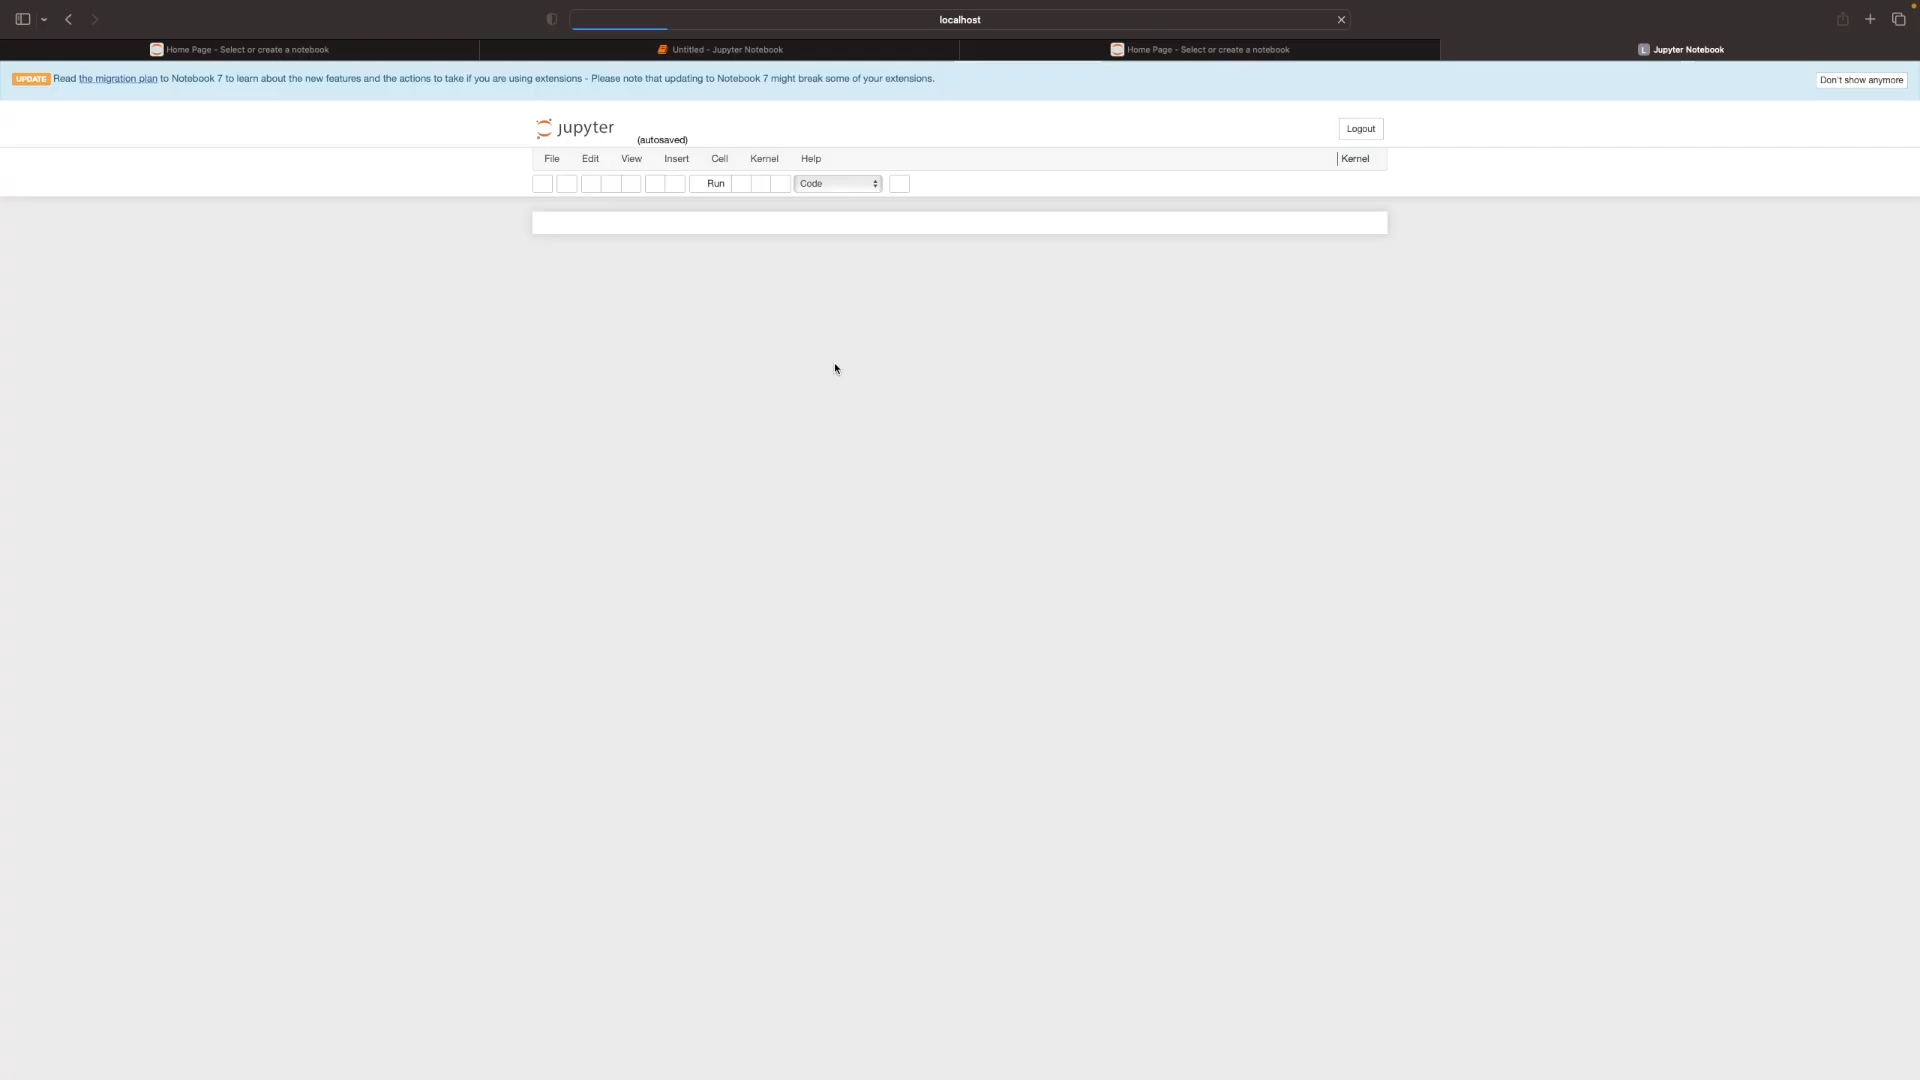 localhost
Home Page - Select or create a notebook
Untitled - Jupyter Notebook
Home Page - Select or create a notebook
L Jupyter Notebook
UPDATE Read the migration plan to Notebook 7 to learn about the new features and the actions to take if you are using extensions - Please note that updating to Notebook 7 might break some of your extensions.
Don't show anymore
jupyter
(autosaved)
Logout
File Edit View Insert Cell Kernel Help
Kernel
Run
Code